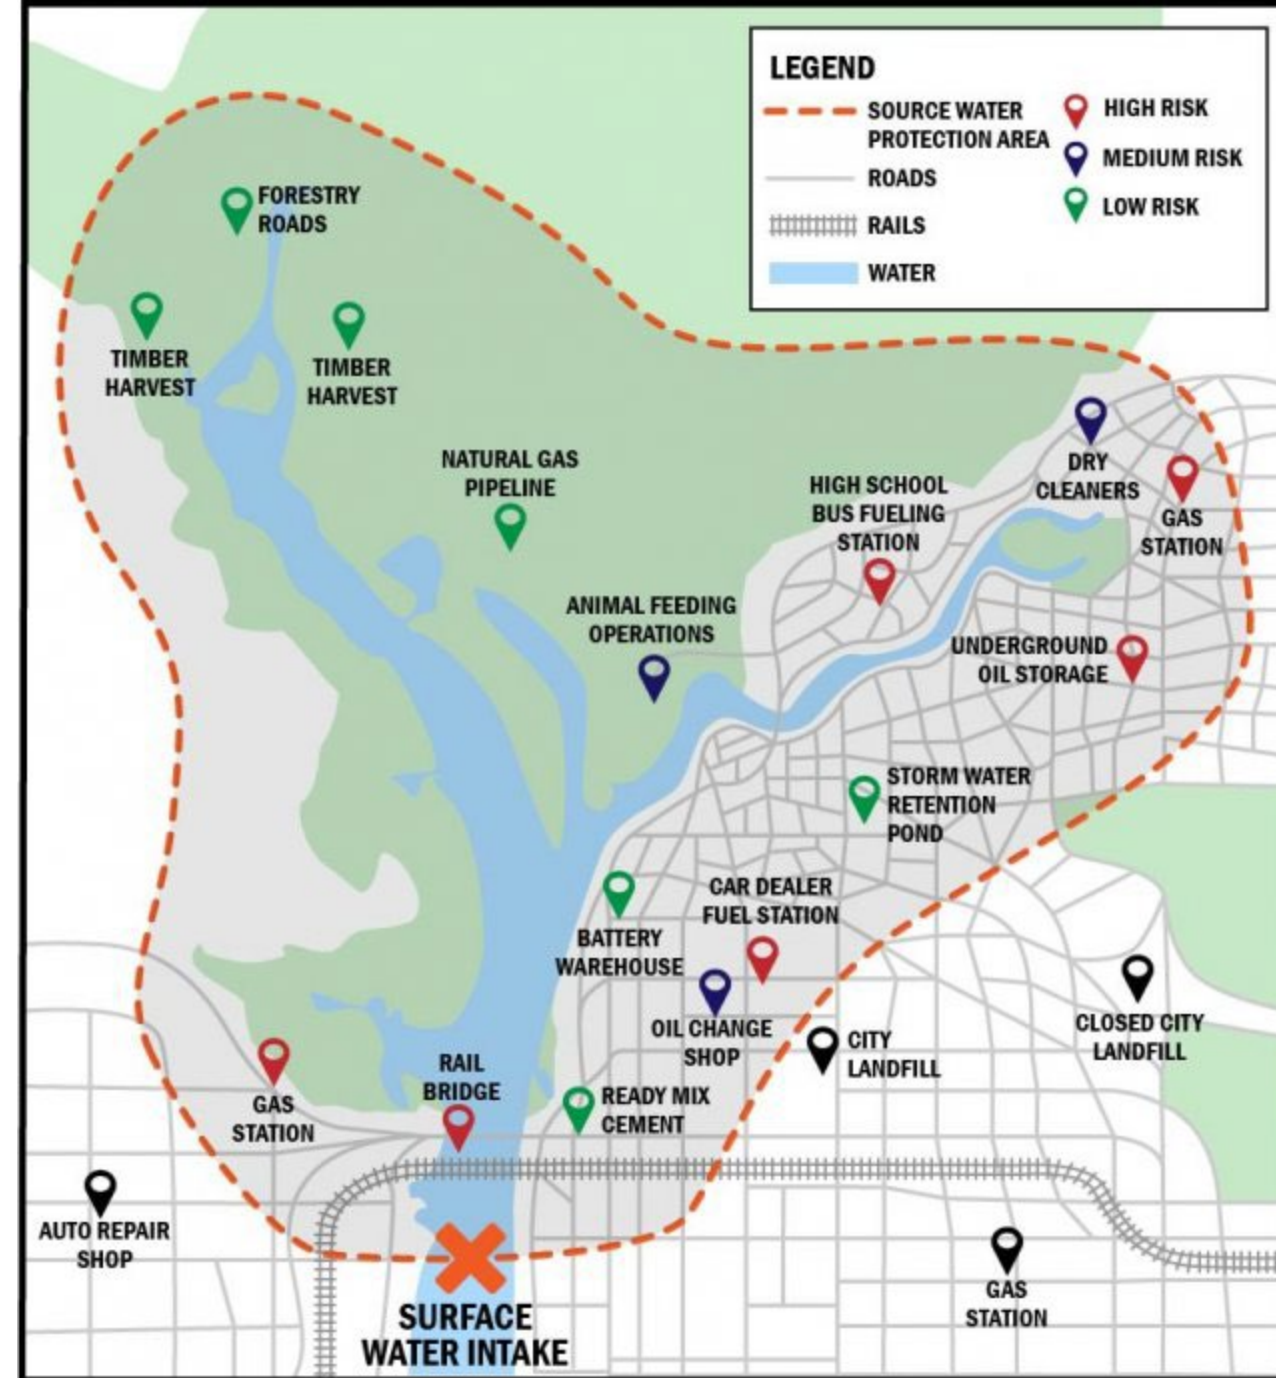 LEGEND
SOURCE WATER
PROTECTION AREA
ROADS
RAILS
WATER
HIGH RISK
MEDIUM RISK
LOW RISK
FORESTRY
ROADS
TIMBER
HARVEST
TIMBER
HARVEST
NATURAL GAS
PIPELINE
HIGH SCHOOL
BUS FUELING
STATION
DRY
CLEANERS
GAS
STATION
ANIMAL FEEDING
OPERATIONS
UNDERGROUND
OIL STORAGE
STORM WATER
RETENTION
POND
CAR DEALER
FUEL STATION
BATTERY
WAREHOUSE
OIL CHANGE
SHOP
CITY
LANDFILL
CLOSED CITY
LANDFILL
RAIL
BRIDGE
GAS
STATION
READY MIX
CEMENT
AUTO REPAIR
SHOP
GAS
STATION
SURFACE
WATER INTAKE